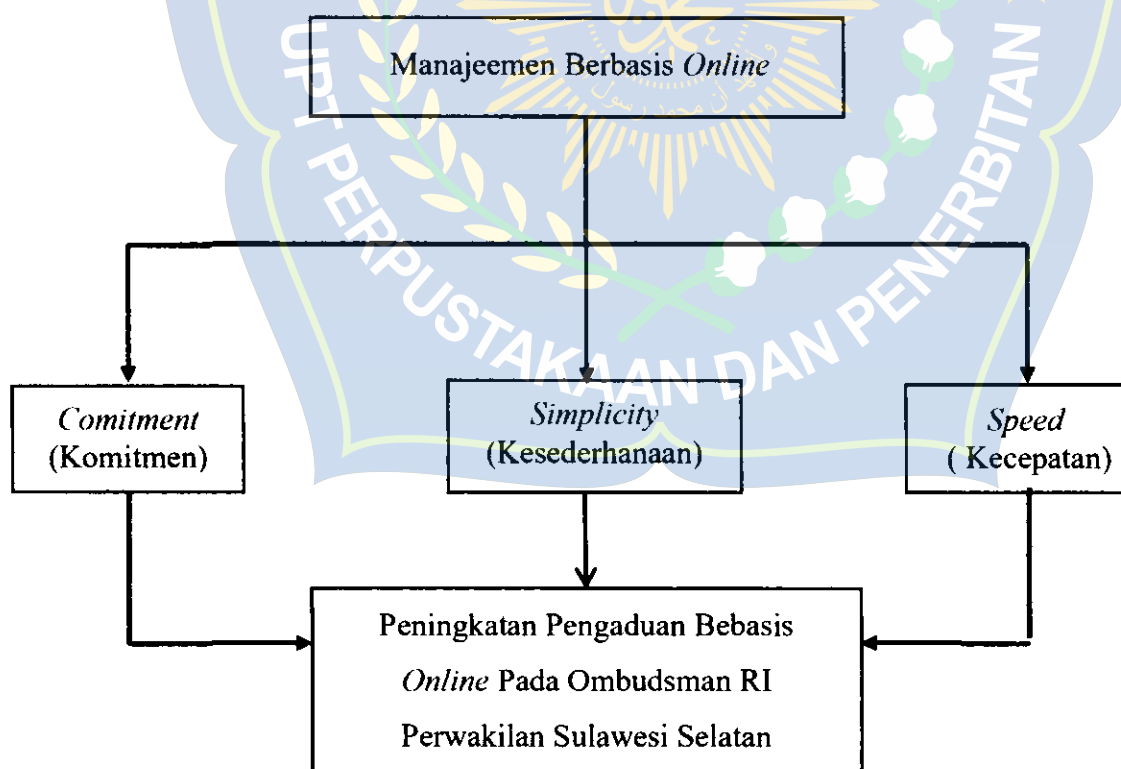 Manajeemen Berbasis Online
UPT PERPUSTAKAAN DAN PENERBITAN
Comitment
(Komitmen)
Simplicity
(Kesederhanaan)
Speed
( Kecepatan)
Peningkatan Pengaduan Bebasis
Online Pada Ombudsman RI
Perwakilan Sulawesi Selatan